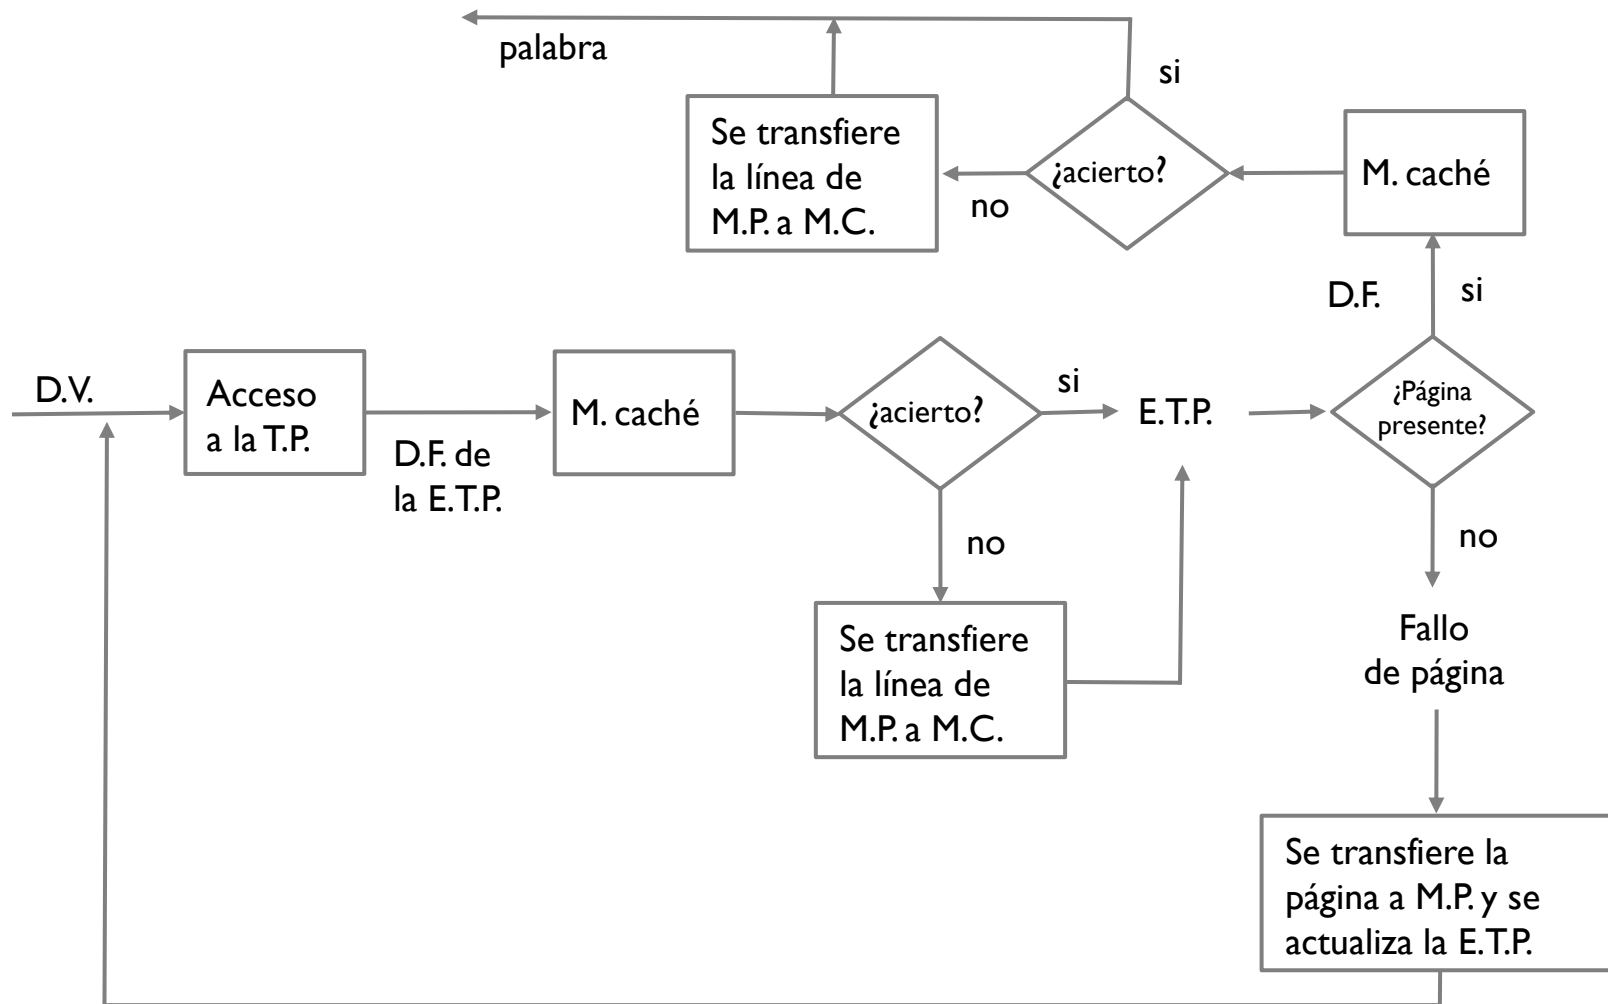 palabra
si
Se transfiere
la línea de
M.P. a M.C.
¿acierto?
no
M. caché
D.F.
si
D.V.
Acceso
a la T.P.
D.F. de
la E.T.P.
M. caché
¿acierto?
si
E.T.P.
¿Página
presente?
no
no
Se transfiere
la línea de
M.P. a M.C.
Fallo
de página
Se transfiere la
página a M.P. y se
actualiza la E.T.P.